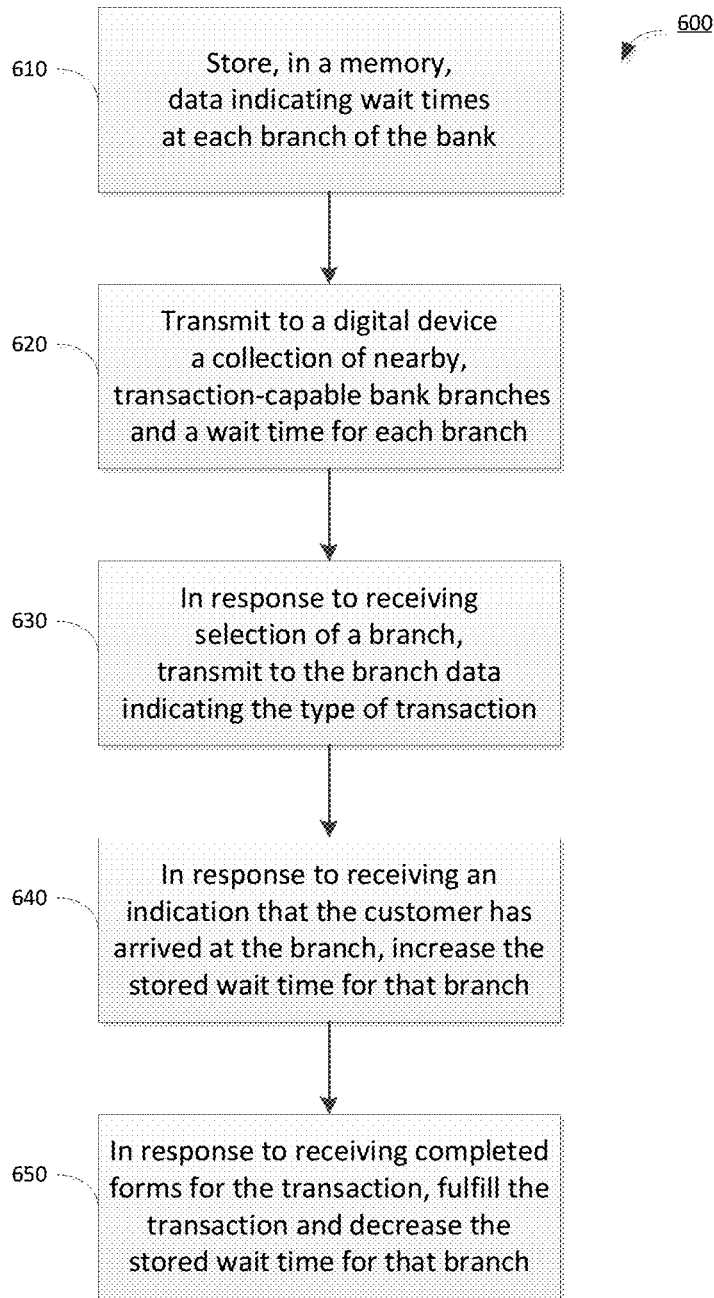 600
610
Store, in a memory,
data indicating wait times
at each branch of the bank
620
Transmit to a digital device
a collection of nearby,
transaction-capable bank branches
and a wait time for each branch
630
In response to receiving
selection of a branch,
transmit to the branch data
indicating the type of transaction
640
In response to receiving an
indication that the customer has
arrived at the branch, increase the
stored wait time for that branch
650
In response to receiving completed
forms for the transaction, fulfill the
transaction and decrease the
stored wait time for that branch